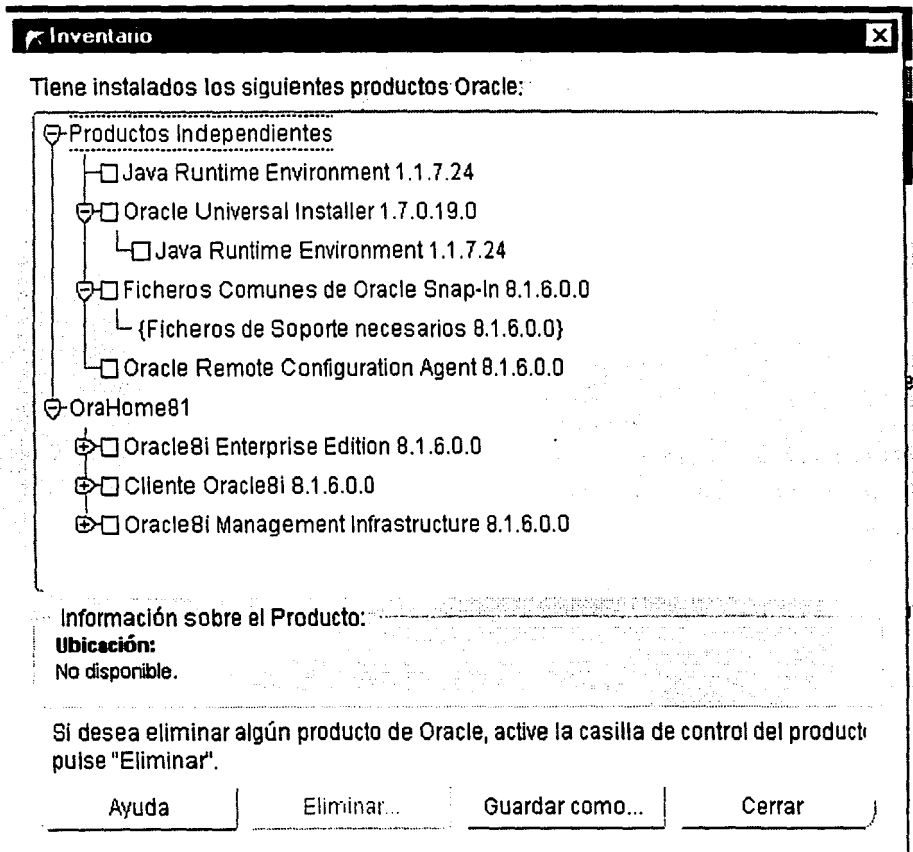 Inventario
Tiene instalados los siguientes productos Oracle:
Productos Independientes
Java Runtime Environment 1.1.7.24
Oracle Universal Installer 1.7.0.19.0
Java Runtime Environment 1.1.7.24
Ficheros Comunes de Oracle Snap-In 8.1.6.0.0
{Ficheros de Soporte necesarios 8.1.6.0.0}
Oracle Remote Configuration Agent 8.1.6.0.0
OraHome81
Oracle8i Enterprise Edition 8.1.6.0.0
Cliente Oracle8i 8.1.6.0.0
Oracle8i Management Infrastructure 8.1.6.0.0
Información sobre el Producto:
Ubicación:
No disponible.
Si desea eliminar algún producto de Oracle, active la casilla de control del product
pulse "Eliminar".
Ayuda Eliminar... Guardar como... Cerrar